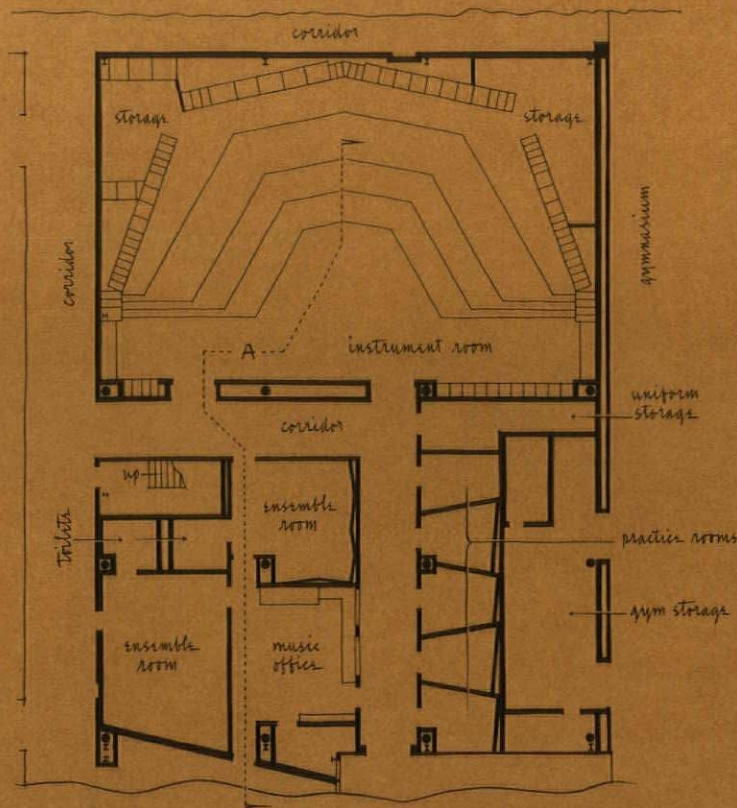 corridor
storage
storage
corridor
gymnasium
A
instrument room
corridor
uniform
storage
up
ensemble
room
toilets
practice rooms
gym storage
ensemble
room
music
office